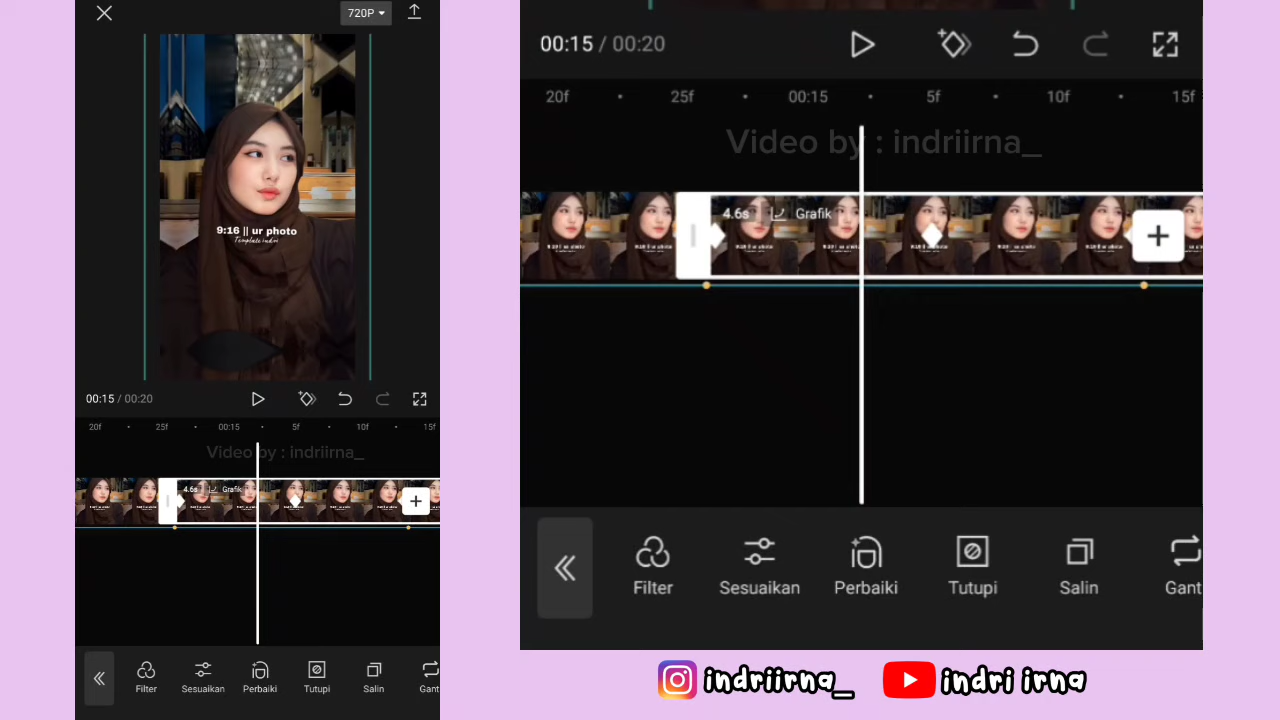 720P
9:16 || ur photo
Template indri
00:15 / 00:20
20f 25f 00:15 5f 10f 15f
Video by : indriirna_
4.6s Grafik
Filter Sesuaikan Perbaiki Tutupi Salin Gant
00:15 / 00:20
20f 25f 00:15 5f 10f 15f
Video by : indriirna_
4.6s Grafik
Filter Sesuaikan Perbaiki Tutupi Salin Gant
indriirna_ indri irna